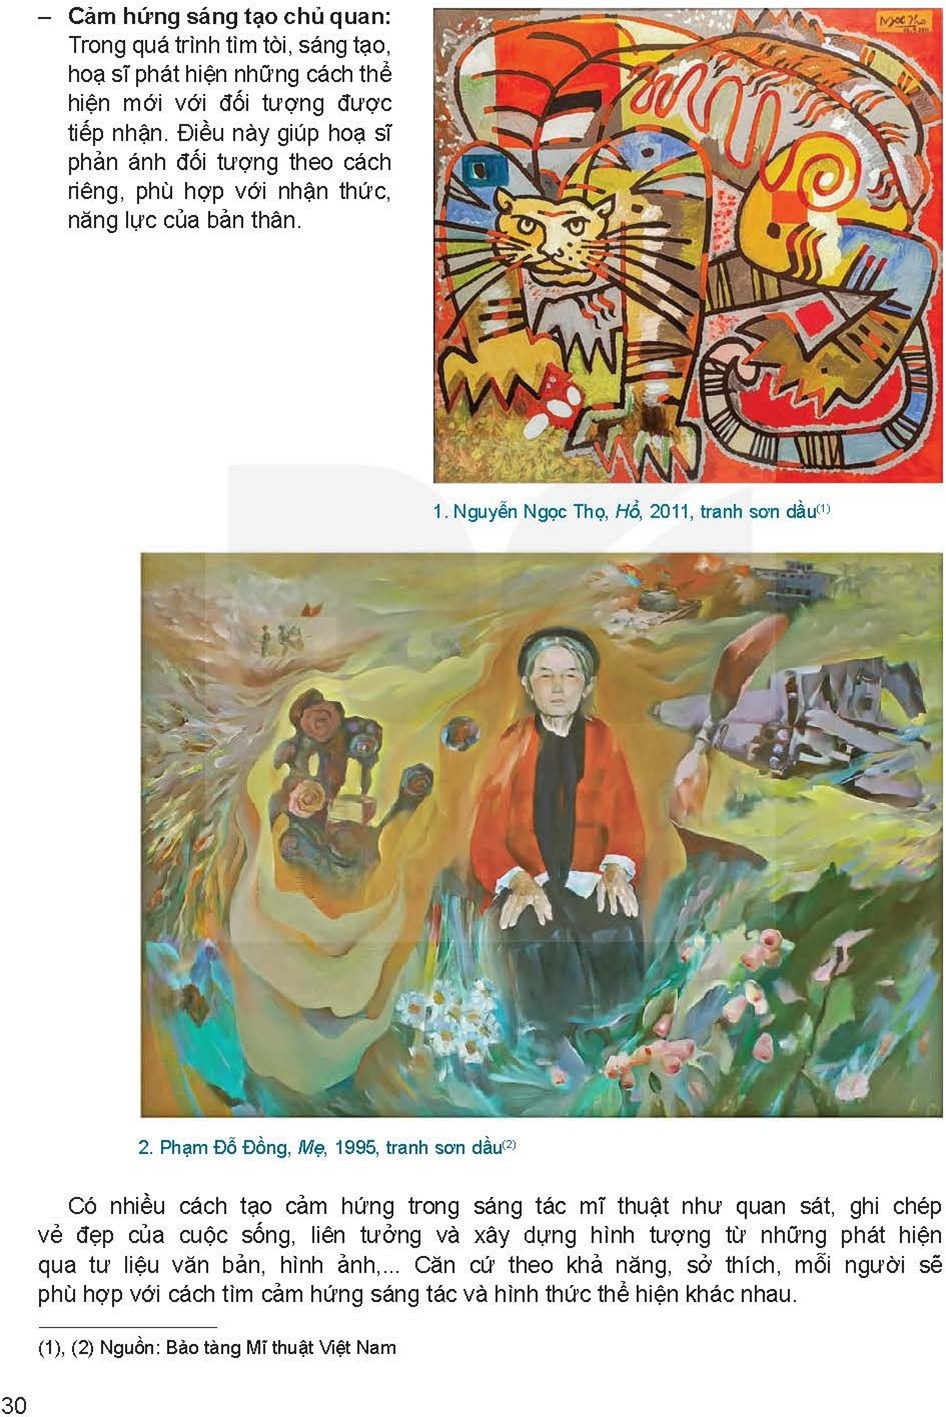 – Cảm hứng sáng tạo chủ quan:
Trong quá trình tìm tòi, sáng tạo,
hoạ sĩ phát hiện những cách thể
hiện mới với đối tượng được
tiếp nhận. Điều này giúp hoạ sĩ
phản ánh đối tượng theo cách
riêng, phù hợp với nhận thức,
năng lực của bản thân.
1. Nguyễn Ngọc Thọ, Hổ, 2011, tranh sơn dầu(1)
2. Phạm Đỗ Đồng, Mẹ, 1995, tranh sơn dầu(2)
Có nhiều cách tạo cảm hứng trong sáng tác mĩ thuật như quan sát, ghi chép
vẻ đẹp của cuộc sống, liên tưởng và xây dựng hình tượng từ những phát hiện
qua tư liệu văn bản, hình ảnh,... Căn cứ theo khả năng, sở thích, mỗi người sẽ
phù hợp với cách tìm cảm hứng sáng tác và hình thức thể hiện khác nhau.
(1), (2) Nguồn: Bảo tàng Mĩ thuật Việt Nam
30